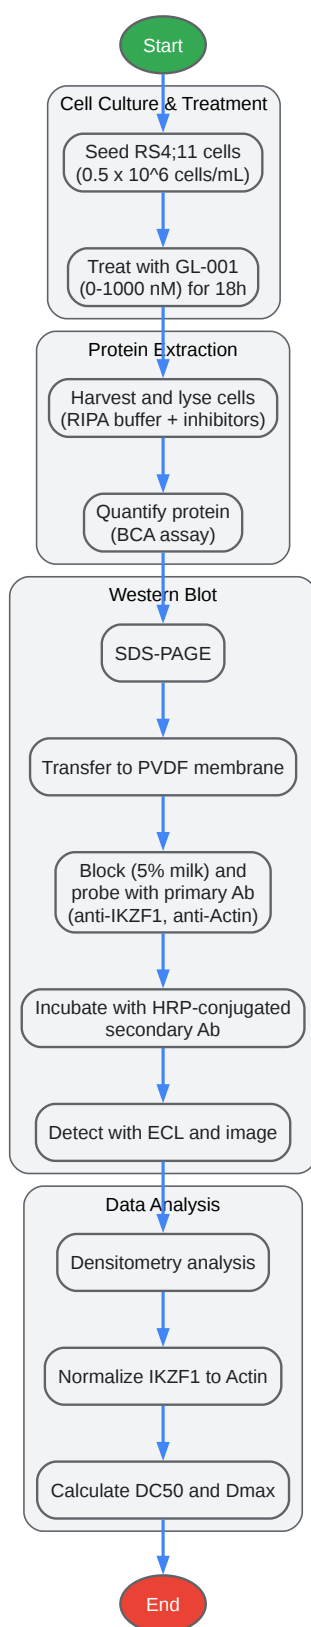 Start
Cell Culture & Treatment
Seed RS4;11 cells
(0.5 x 10^6 cells/mL)
Treat with GL-001
(0-1000 nM) for 18h
Protein Extraction
Harvest and lyse cells
(RIPA buffer + inhibitors)
Quantify protein
(BCA assay)
Western Blot
SDS-PAGE
Transfer to PVDF membrane
Block (5% milk) and
probe with primary Ab
(anti-IKZF1, anti-Actin)
Incubate with HRP-conjugated
secondary Ab
Detect with ECL and image
Data Analysis
Densitometry analysis
Normalize IKZF1 to Actin
Calculate DC50 and Dmax
End